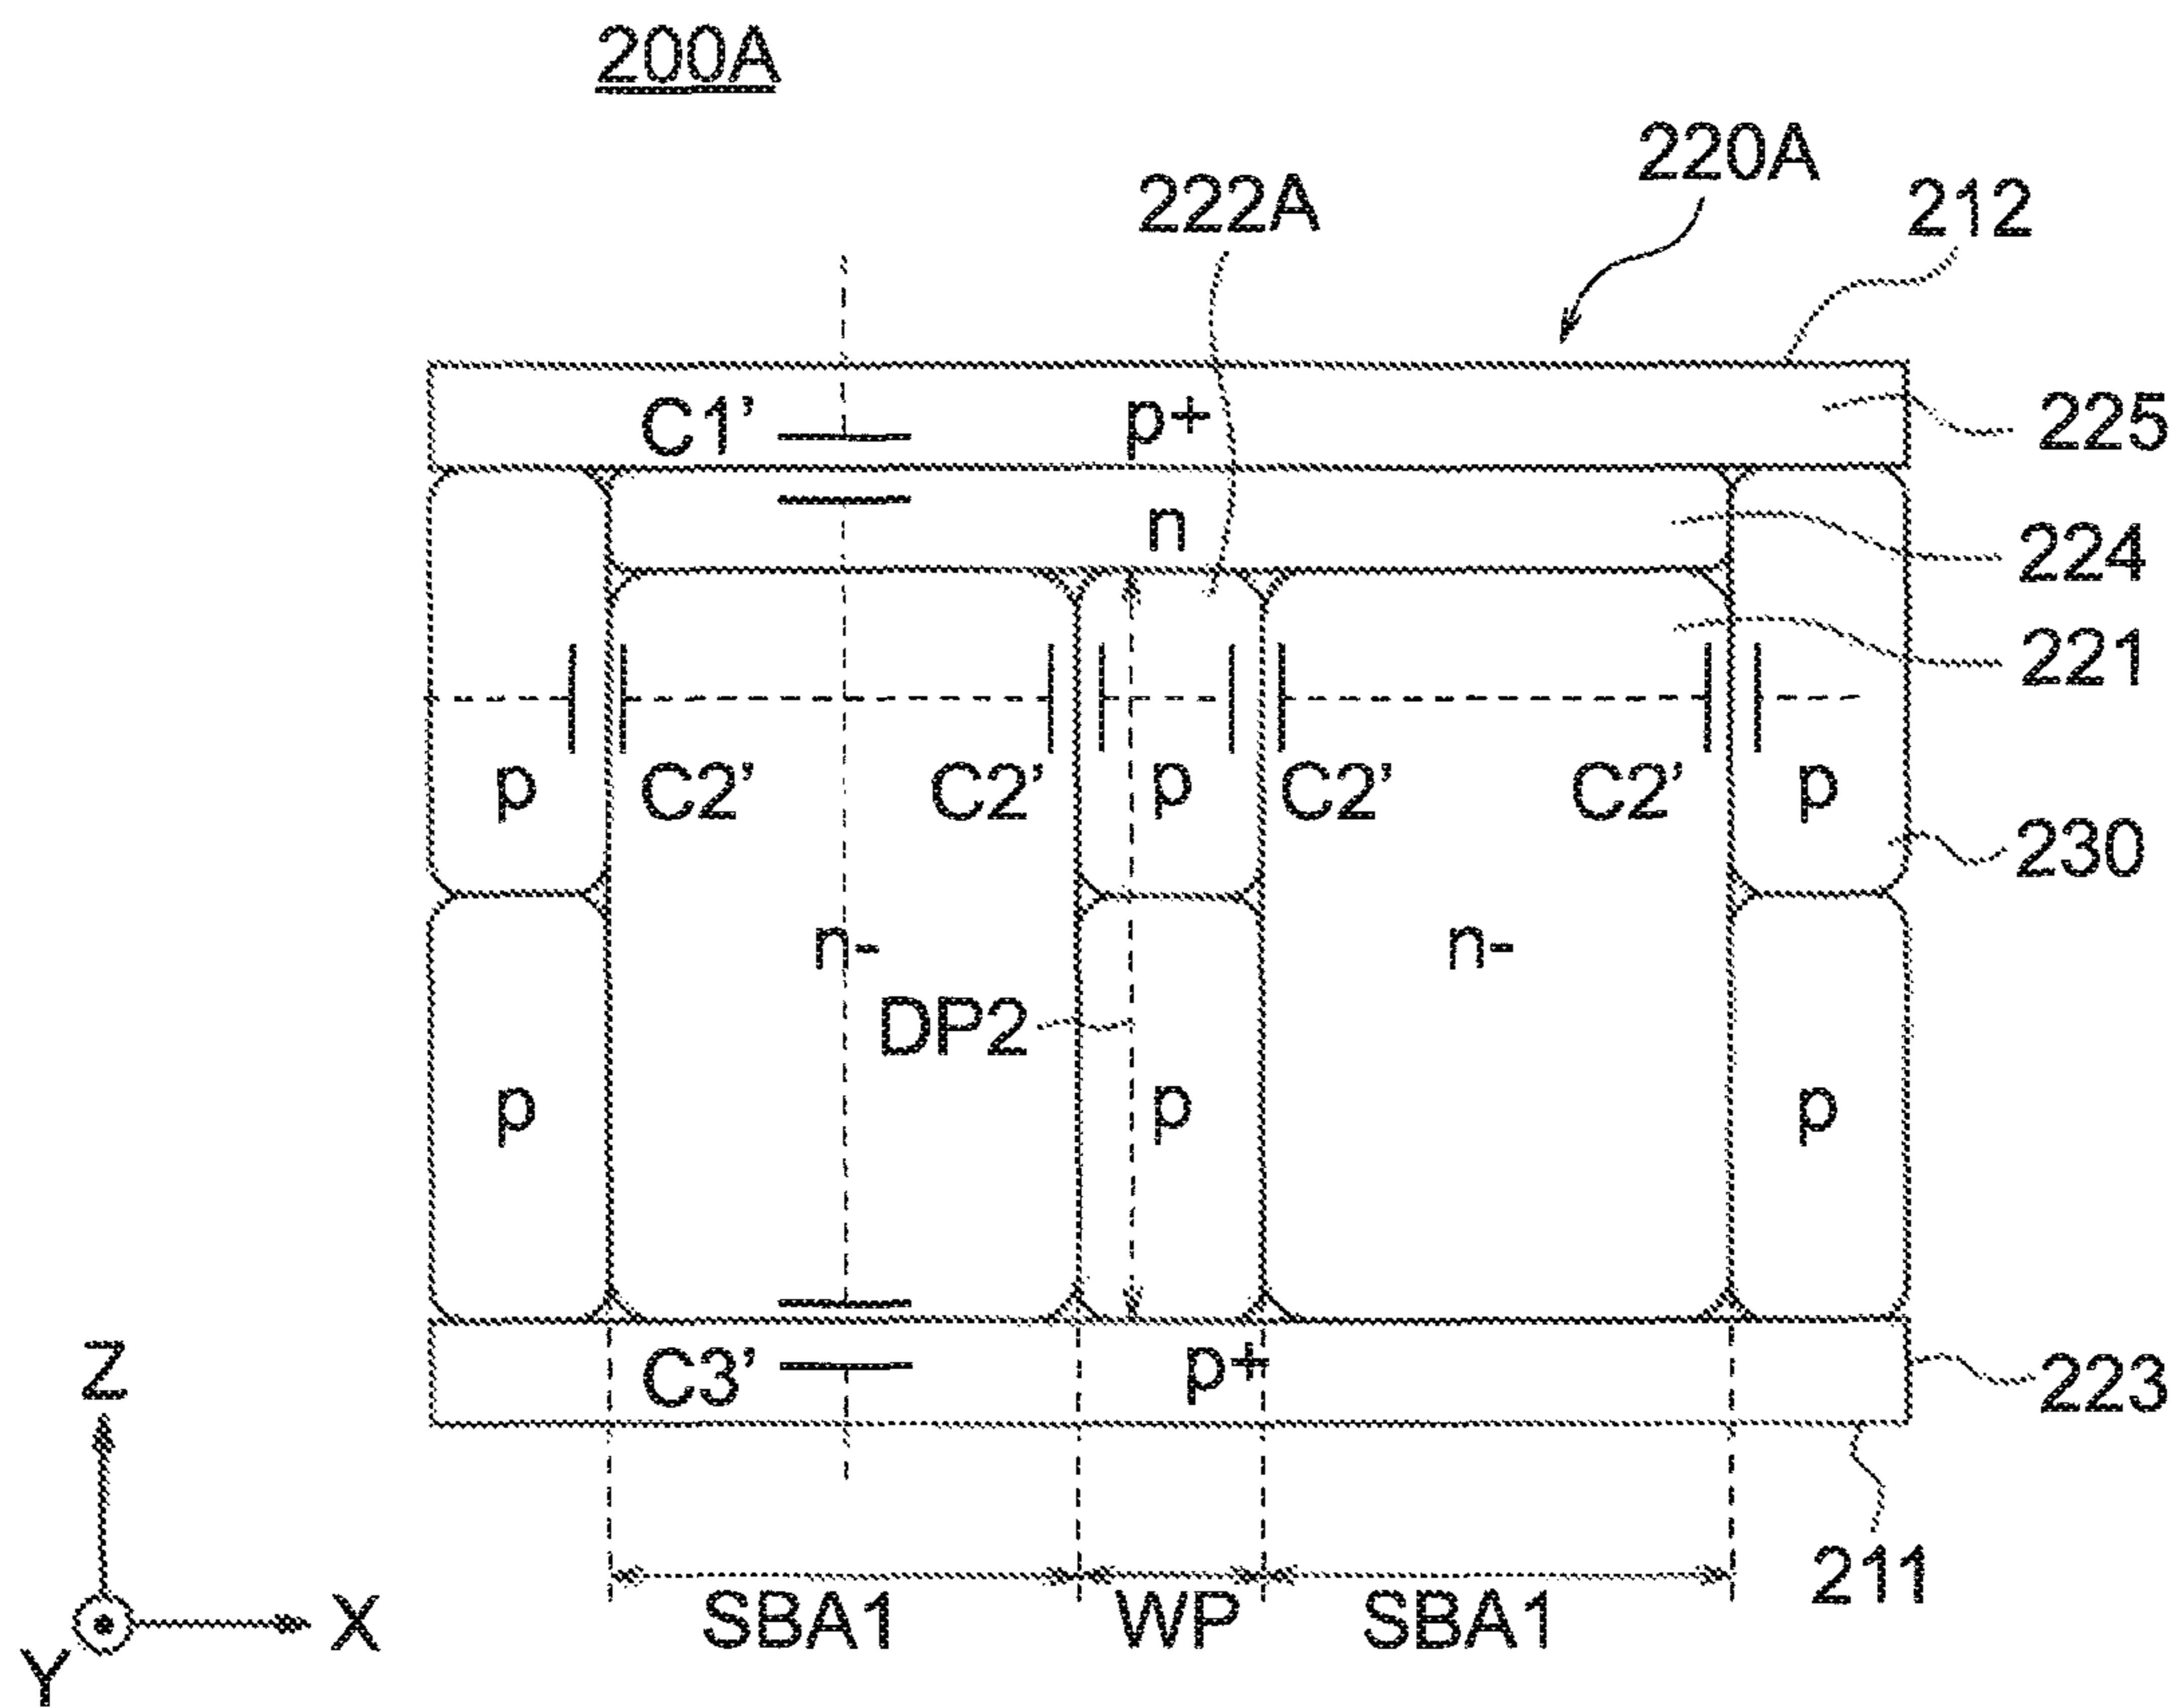 200A
220A
222A
212
C1’ p+ 225
n 224
221
p C2’ C2’ p C2’ C2’ p
230
n- n-
DP2
p p p
C3’ p+ 223
Z
211
SBA1 WP SBA1
X
Y